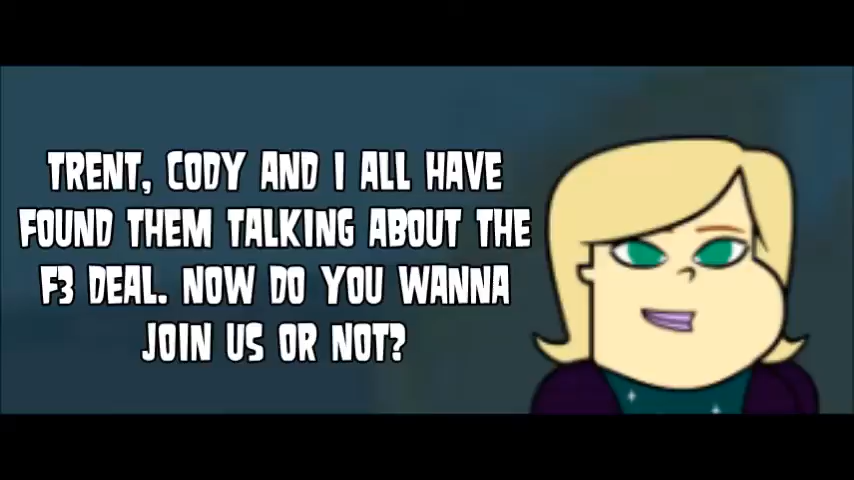 TRENT, CODY AND I ALL HAVE
FOUND THEM TALKING ABOUT THE
F3 DEAL. NOW DO YOU WANNA
JOIN US OR NOT?